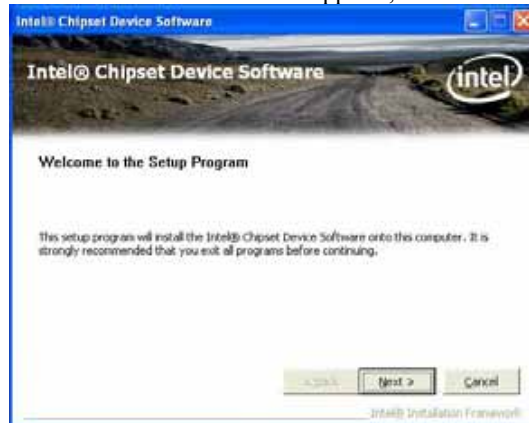 Intel® Chipset Device Software
Intel® Chipset Device Software
intel
Welcome to the Setup Program
This setup program will install the Intel® Chipset Device Software onto this computer. It is
strongly recommended that you exit all programs before continuing.
< Back
Next >
Cancel
Intel® Installation Framework